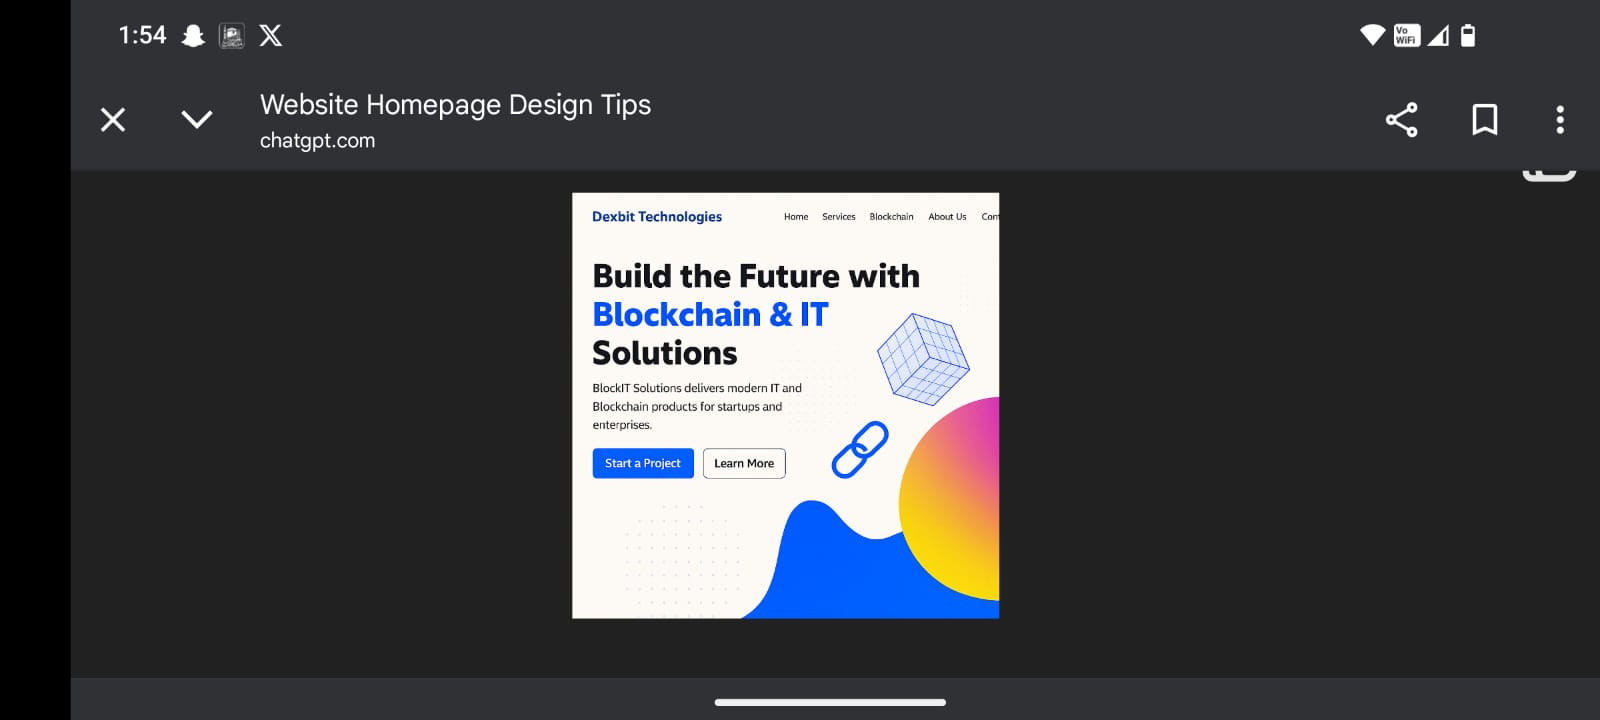 1:54
Vo
WiFi
Website Homepage Design Tips
chatgpt.com
Dexbit Technologies
Home Services Blockchain About Us Cont
Build the Future with
Blockchain & IT
Solutions
BlockIT Solutions delivers modern IT and
Blockchain products for startups and
enterprises.
Start a Project Learn More